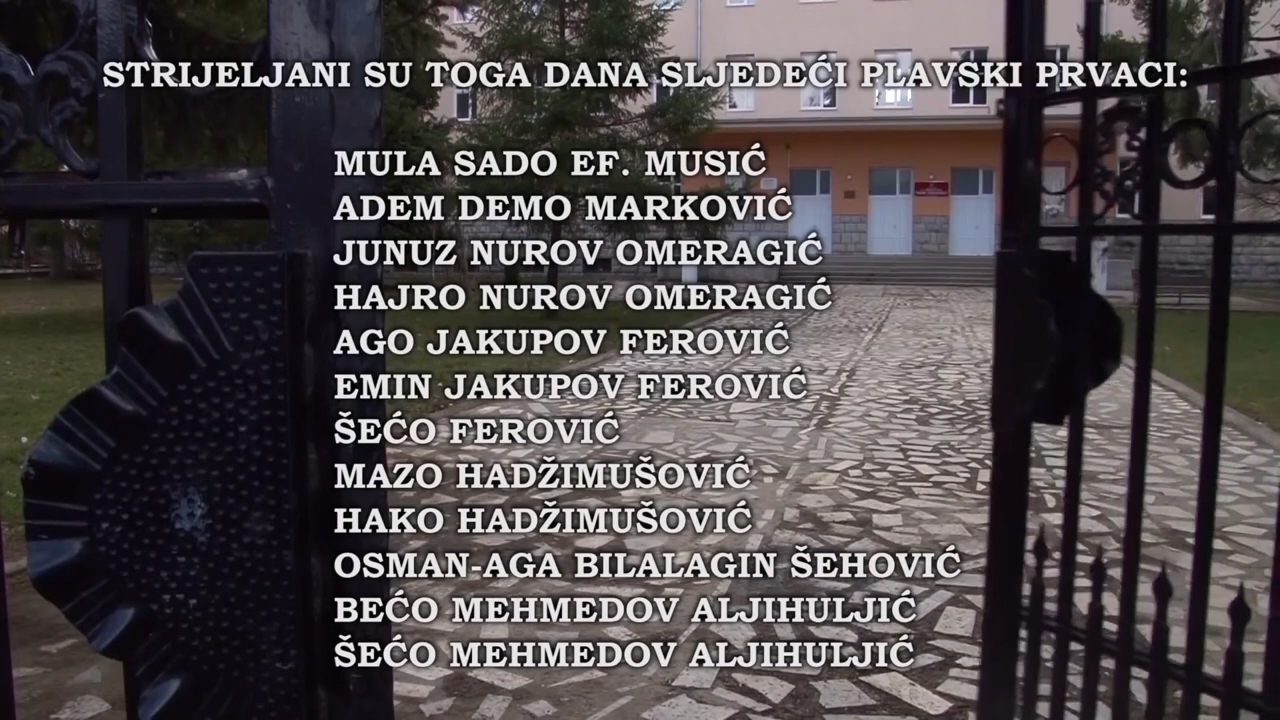 STRIJELJANI SU TOGA DANA SLJEDEĆI PLAVSKI PRVACI:
MULA SADO EF. MUSIĆ
ADEM DEMO MARKOVIĆ
JUNUZ NUROV OMERAGIĆ
HAJRO NUROV OMERAGIĆ
AGO JAKUPOV FEROVIĆ
EMIN JAKUPOV FEROVIĆ
ŠEĆO FEROVIĆ
MAZO HADŽIMUŠOVIĆ
HAKO HADŽIMUŠOVIĆ
OSMAN-AGA BILALAGIN ŠEHOVIĆ
BEĆO MEHMEDOV ALJIHULJIĆ
ŠEĆO MEHMEDOV ALJIHULJIĆ